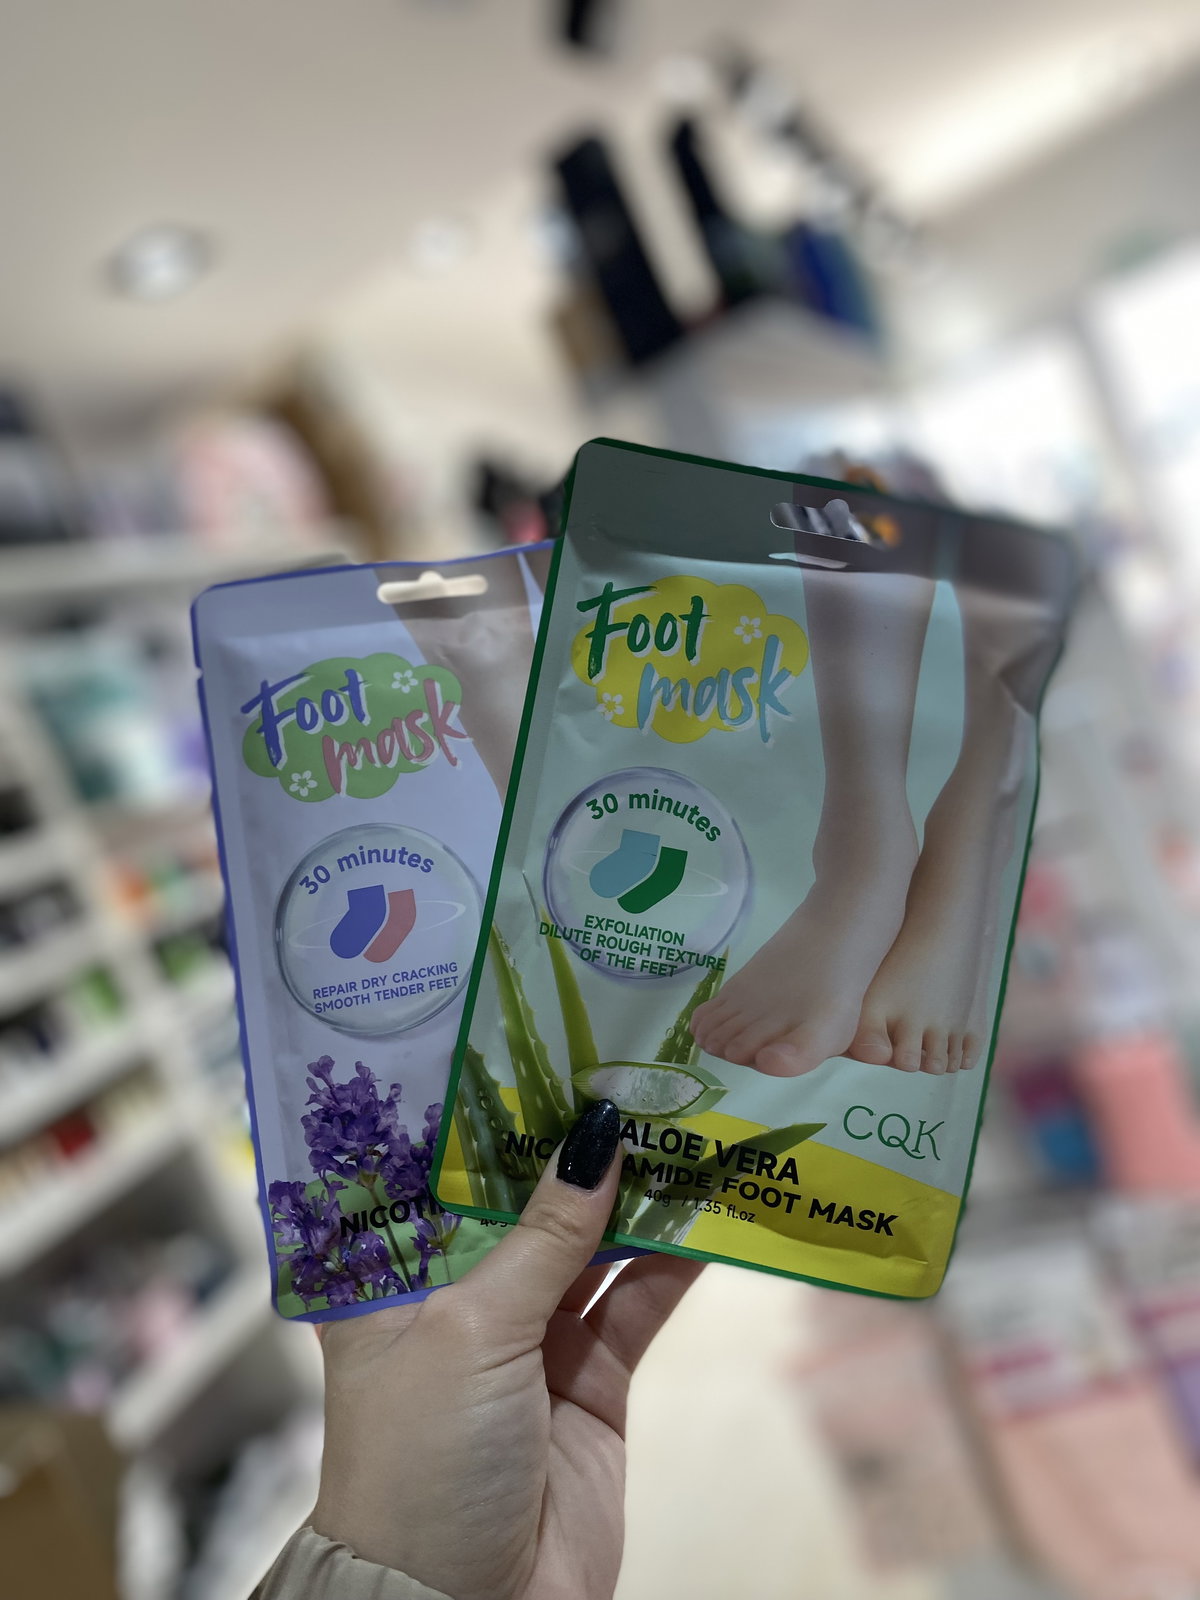 Foot
mask
30 minutes
REPAIR DRY CRACKING
SMOOTH TENDER FEET
Foot
mask
30 minutes
EXFOLIATION
DILUTE ROUGH TEXTURE
OF THE FEET
CQK
ALOE VERA
FOOT MASK
40g / 1.35 fl.oz